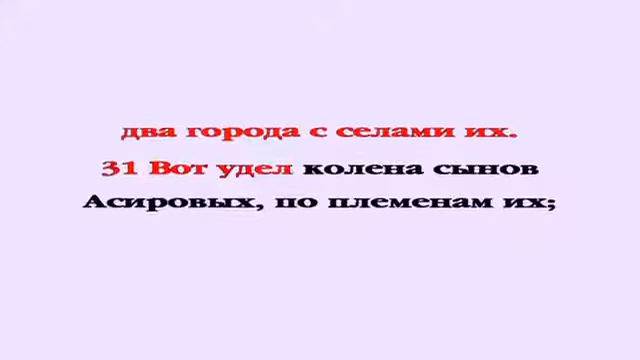 два города с селами их.
31 Вот удел колена сынов
Асировых, по племенам их;